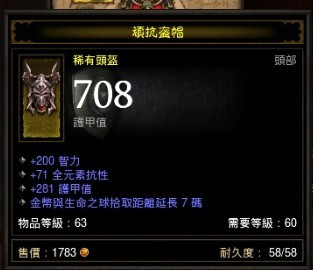 頑抗盔帽
稀有頭盔 頭部
708
護甲值
+200 智力
+71 全元素抗性
+281 護甲值
金幣與生命之球拾取距離延長 7 碼
物品等級：63 需要等級：60
售價：1783 耐久度： 58/58